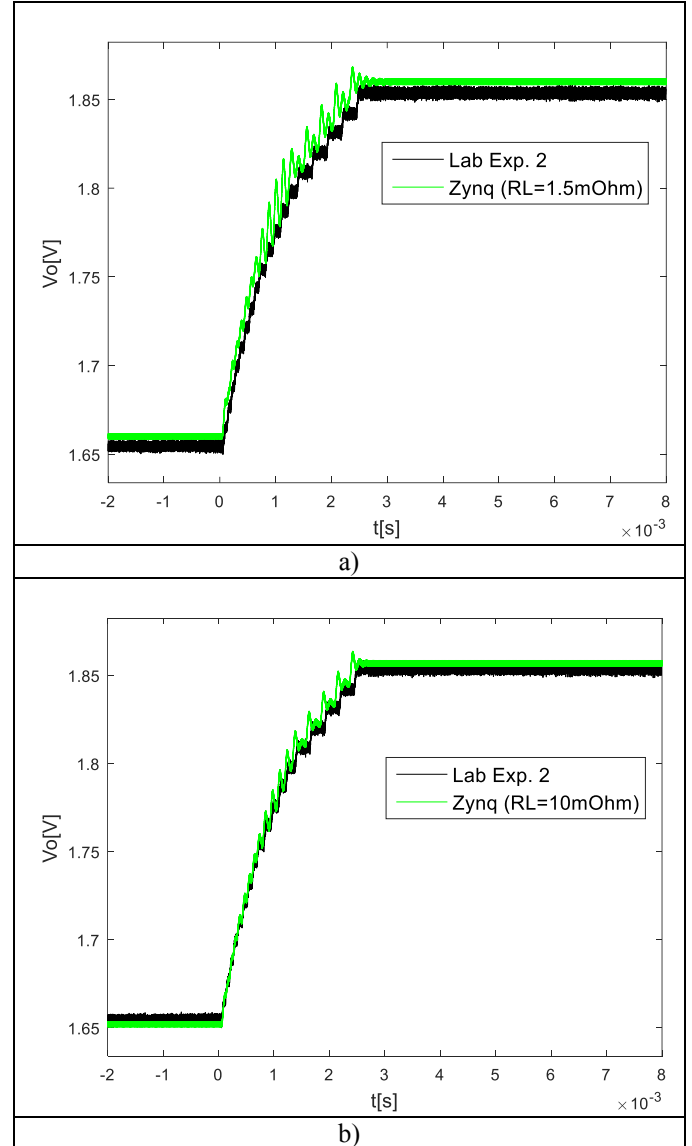 1.85
1.8
1.75
1.7
1.65
Vo[V]
Lab Exp. 2
Zynq (RL=1.5mOhm)
-2 -1 0 1 2 3 4 5 6 7 8
t[s]
×10-3
a)
1.85
1.8
1.75
1.7
1.65
Vo[V]
Lab Exp. 2
Zynq (RL=10mOhm)
-2 -1 0 1 2 3 4 5 6 7 8
t[s]
×10-3
b)